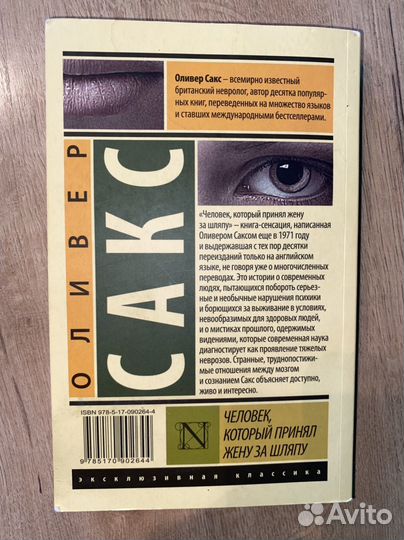 Оливер Сакс – всемирно известный
британский невролог, автор десятка популяр-
ных книг, переведенных на множество языков
и ставших международными бестселлерами.
ОЛИВЕР
САКС
«Человек, который принял жену
за шляпу» – книга-сенсация, написанная
Оливером Саксом еще в 1971 году
и выдержавшая с тех пор десятки
переизданий только на английском
языке, не говоря уже о многочисленных
переводах. Это истории о современных
людях, пытающихся побороть серьез-
ные и необычные нарушения психики
и борющихся за выживание в условиях,
невообразимых для здоровых людей,
и о мистиках прошлого, одержимых
видениями, которые современная наука
диагностирует как проявление тяжелых
неврозов. Странные, труднопостижи-
мые отношения между мозгом
и сознанием Сакс объясняет доступно,
живо и интересно.
ISBN 978-5-17-090264-4
9 785170 902644
N
ЧЕЛОВЕК,
КОТОРЫЙ ПРИНЯЛ
ЖЕНУ ЗА ШЛЯПУ
эксклюзивная классика
Avito